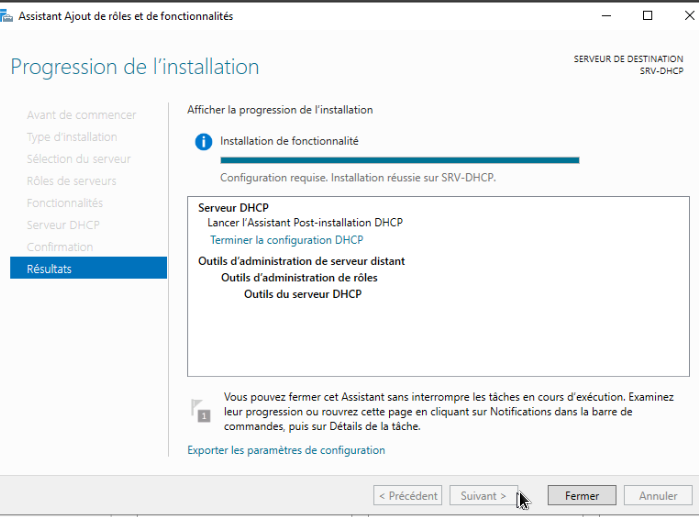 Assistant Ajout de rôles et de fonctionnalités
Progression de l'installation
SERVEUR DE DESTINATION
SRV-DHCP
Avant de commencer
Type d'installation
Sélection du serveur
Rôles de serveurs
Fonctionnalités
Serveur DHCP
Confirmation
Résultats
Afficher la progression de l'installation
Installation de fonctionnalité
Configuration requise. Installation réussie sur SRV-DHCP.
Serveur DHCP
Lancer l'Assistant Post-installation DHCP
Terminer la configuration DHCP
Outils d'administration de serveur distant
Outils d'administration de rôles
Outils du serveur DHCP
1
Vous pouvez fermer cet Assistant sans interrompre les tâches en cours d'exécution. Examinez
leur progression ou rouvrez cette page en cliquant sur Notifications dans la barre de
commandes, puis sur Détails de la tâche.
Exporter les paramètres de configuration
< Précédent
Suivant >
Fermer
Annuler